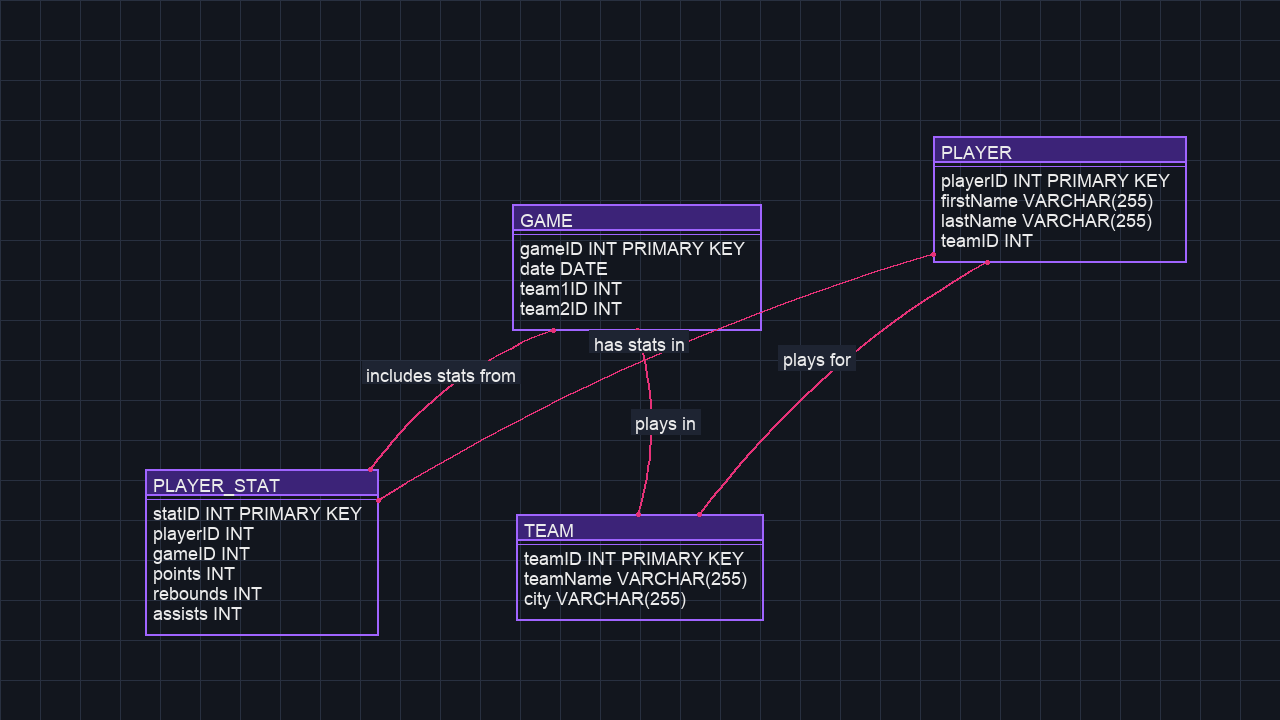 PLAYER
playerID INT PRIMARY KEY
firstName VARCHAR(255)
lastName VARCHAR(255)
teamID INT
GAME
gameID INT PRIMARY KEY
date DATE
team1ID INT
team2ID INT
has stats in
plays for
includes stats from
plays in
PLAYER_STAT
statID INT PRIMARY KEY
playerID INT
gameID INT
points INT
rebounds INT
assists INT
TEAM
teamID INT PRIMARY KEY
teamName VARCHAR(255)
city VARCHAR(255)